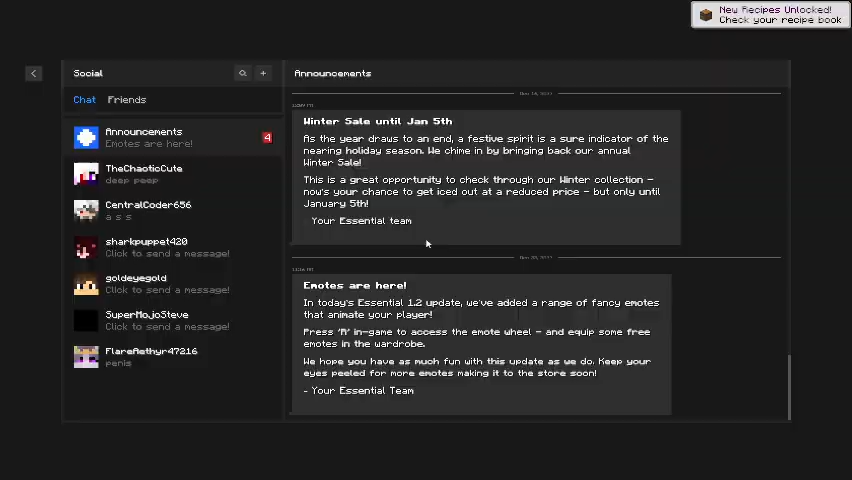 New Recipes Unlocked!
Check your recipe book
Social
Announcements
Chat
Friends
Announcements
Emotes are here!
4
TheChaoticCute
deep peep
CentralCoder656
a s s
sharkpuppet420
Click to send a message!
goldeyegold
Click to send a message!
SuperMojoSteve
Click to send a message!
FlareAethyr47216
penis
Winter Sale until Jan 5th
As the year draws to an end, a festive spirit is a sure indicator of the
nearing holiday season. We chime in by bringing back our annual
Winter Sale!
This is a great opportunity to check through our Winter collection -
now's your chance to get iced out at a reduced price - but only until
January 5th!
Your Essential team
Emotes are here!
In today's Essential 1.2 update, we've added a range of fancy emotes
that animate your player!
Press 'R' in-game to access the emote wheel - and equip some free
emotes in the wardrobe.
We hope you have as much fun with this update as we do. Keep your
eyes peeled for more emotes making it to the store soon!
- Your Essential Team